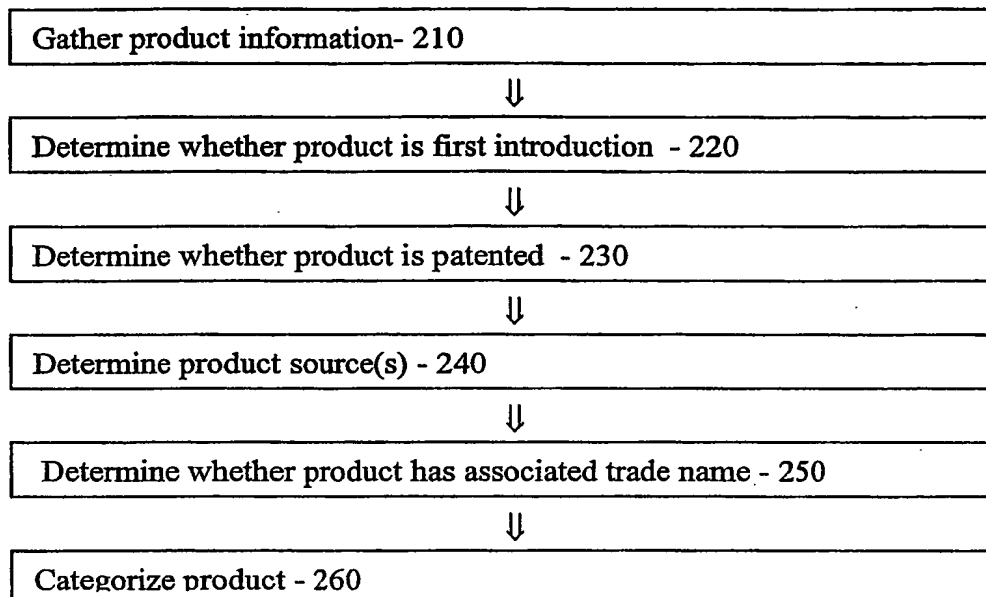 Gather product information- 210
⇓
Determine whether product is first introduction - 220
⇓
Determine whether product is patented - 230
⇓
Determine product source(s) - 240
⇓
Determine whether product has associated trade name - 250
⇓
Categorize product - 260